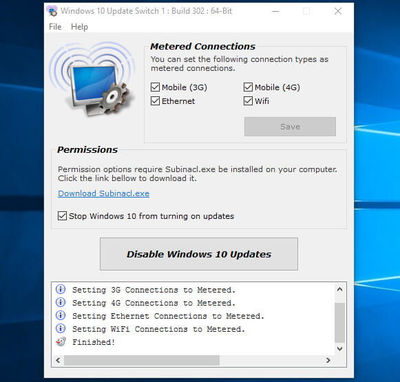 Windows 10 Update Switch 1 : Build 302 : 64-Bit
File Help
Metered Connections
You can set the following connection types as
metered connections.
Mobile (3G) Mobile (4G)
Ethernet Wifi
Save
Permissions
Permission options require Subinacl.exe be installed on your computer.
Click the link bellow to download it.
Download Subinacl.exe
Stop Windows 10 from turning on updates
Disable Windows 10 Updates
Setting 3G Connections to Metered.
Setting 4G Connections to Metered.
Setting Ethernet Connections to Metered.
Setting WiFi Connections to Metered.
Finished!